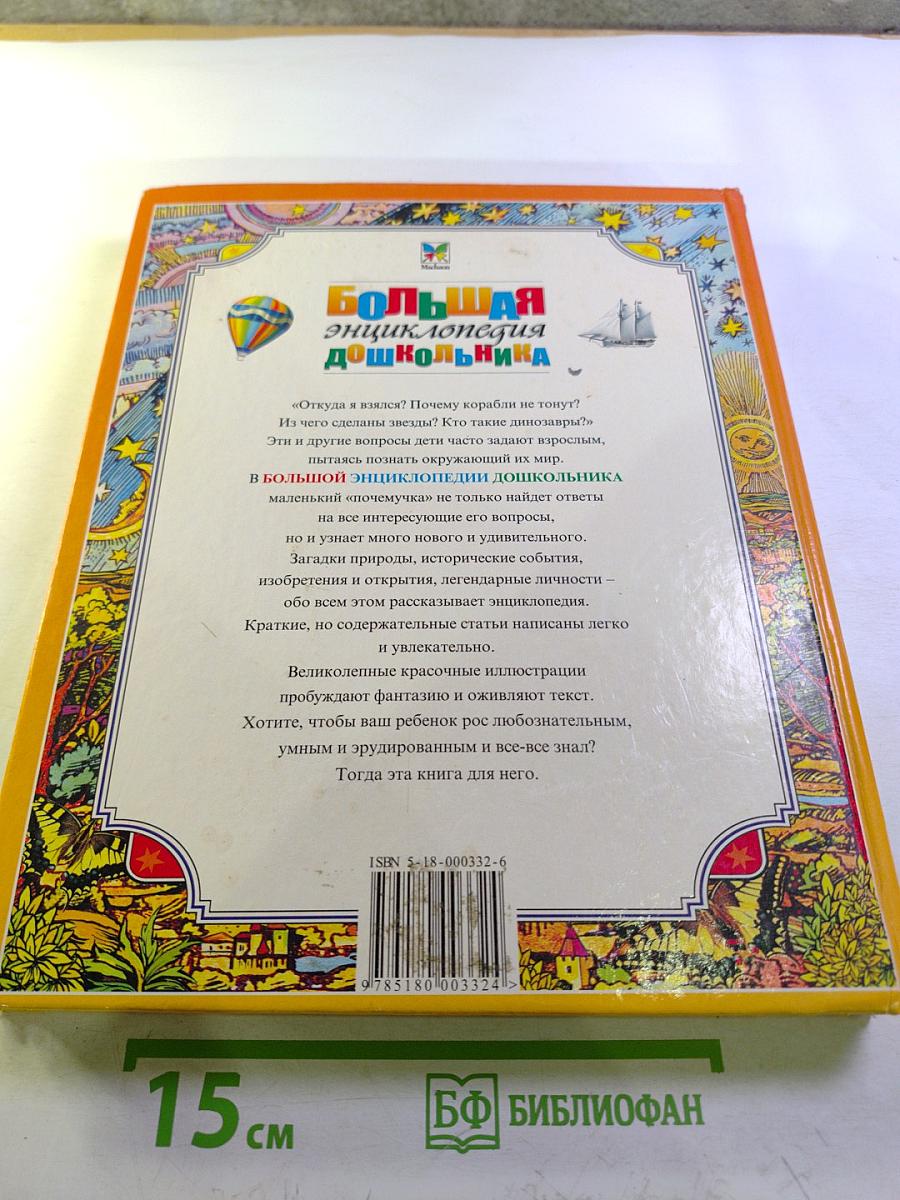 Machaon
БОЛЬШАЯ
энциклопедия
ДОШКОЛЬНИКА
«Откуда я взялся? Почему корабли не тонут?
Из чего сделаны звезды? Кто такие динозавры?»
Эти и другие вопросы дети часто задают взрослым,
пытаясь познать окружающий их мир.
В БОЛЬШОЙ ЭНЦИКЛОПЕДИИ ДОШКОЛЬНИКА
маленький «почемучка» не только найдет ответы
на все интересующие его вопросы,
но и узнает много нового и удивительного.
Загадки природы, исторические события,
изобретения и открытия, легендарные личности –
обо всем этом рассказывает энциклопедия.
Краткие, но содержательные статьи написаны легко
и увлекательно.
Великолепные красочные иллюстрации
пробуждают фантазию и оживляют текст.
Хотите, чтобы ваш ребенок рос любознательным,
умным и эрудированным и все-все знал?
Тогда эта книга для него.
ISBN 5-18-000332-6
9 785180 003324 >
15 см
БФ БИБЛИОФАН